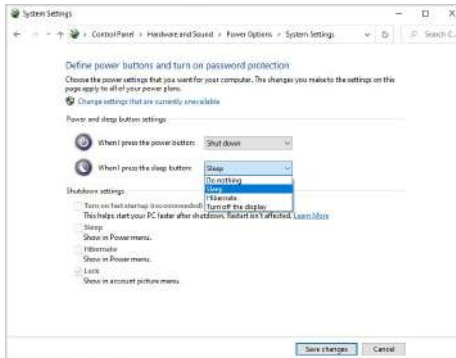 System Settings
Control Panel › Hardware and Sound › Power Options › System Settings
Search C
Define power buttons and turn on password protection
Choose the power settings that you want for your computer. The changes you make to the settings on this
page apply to all of your power plans.
Change settings that are currently unavailable
Power and sleep button settings
When I press the power button: Shut down
When I press the sleep button: Sleep
Do nothing
Sleep
Hibernate
Turn off the display
Shutdown settings
Turn on fast startup (recommended)
This helps start your PC faster after shutdown. Restart isn't affected. Learn More
Sleep
Show in Power menu.
Hibernate
Show in Power menu.
Lock
Show in account picture menu.
Save changes Cancel